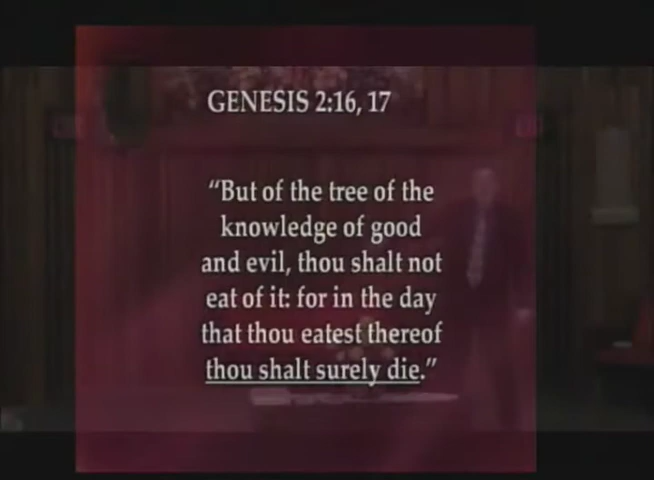 GENESIS 2:16, 17
“But of the tree of the
knowledge of good
and evil, thou shalt not
eat of it: for in the day
that thou eatest thereof
thou shalt surely die.”